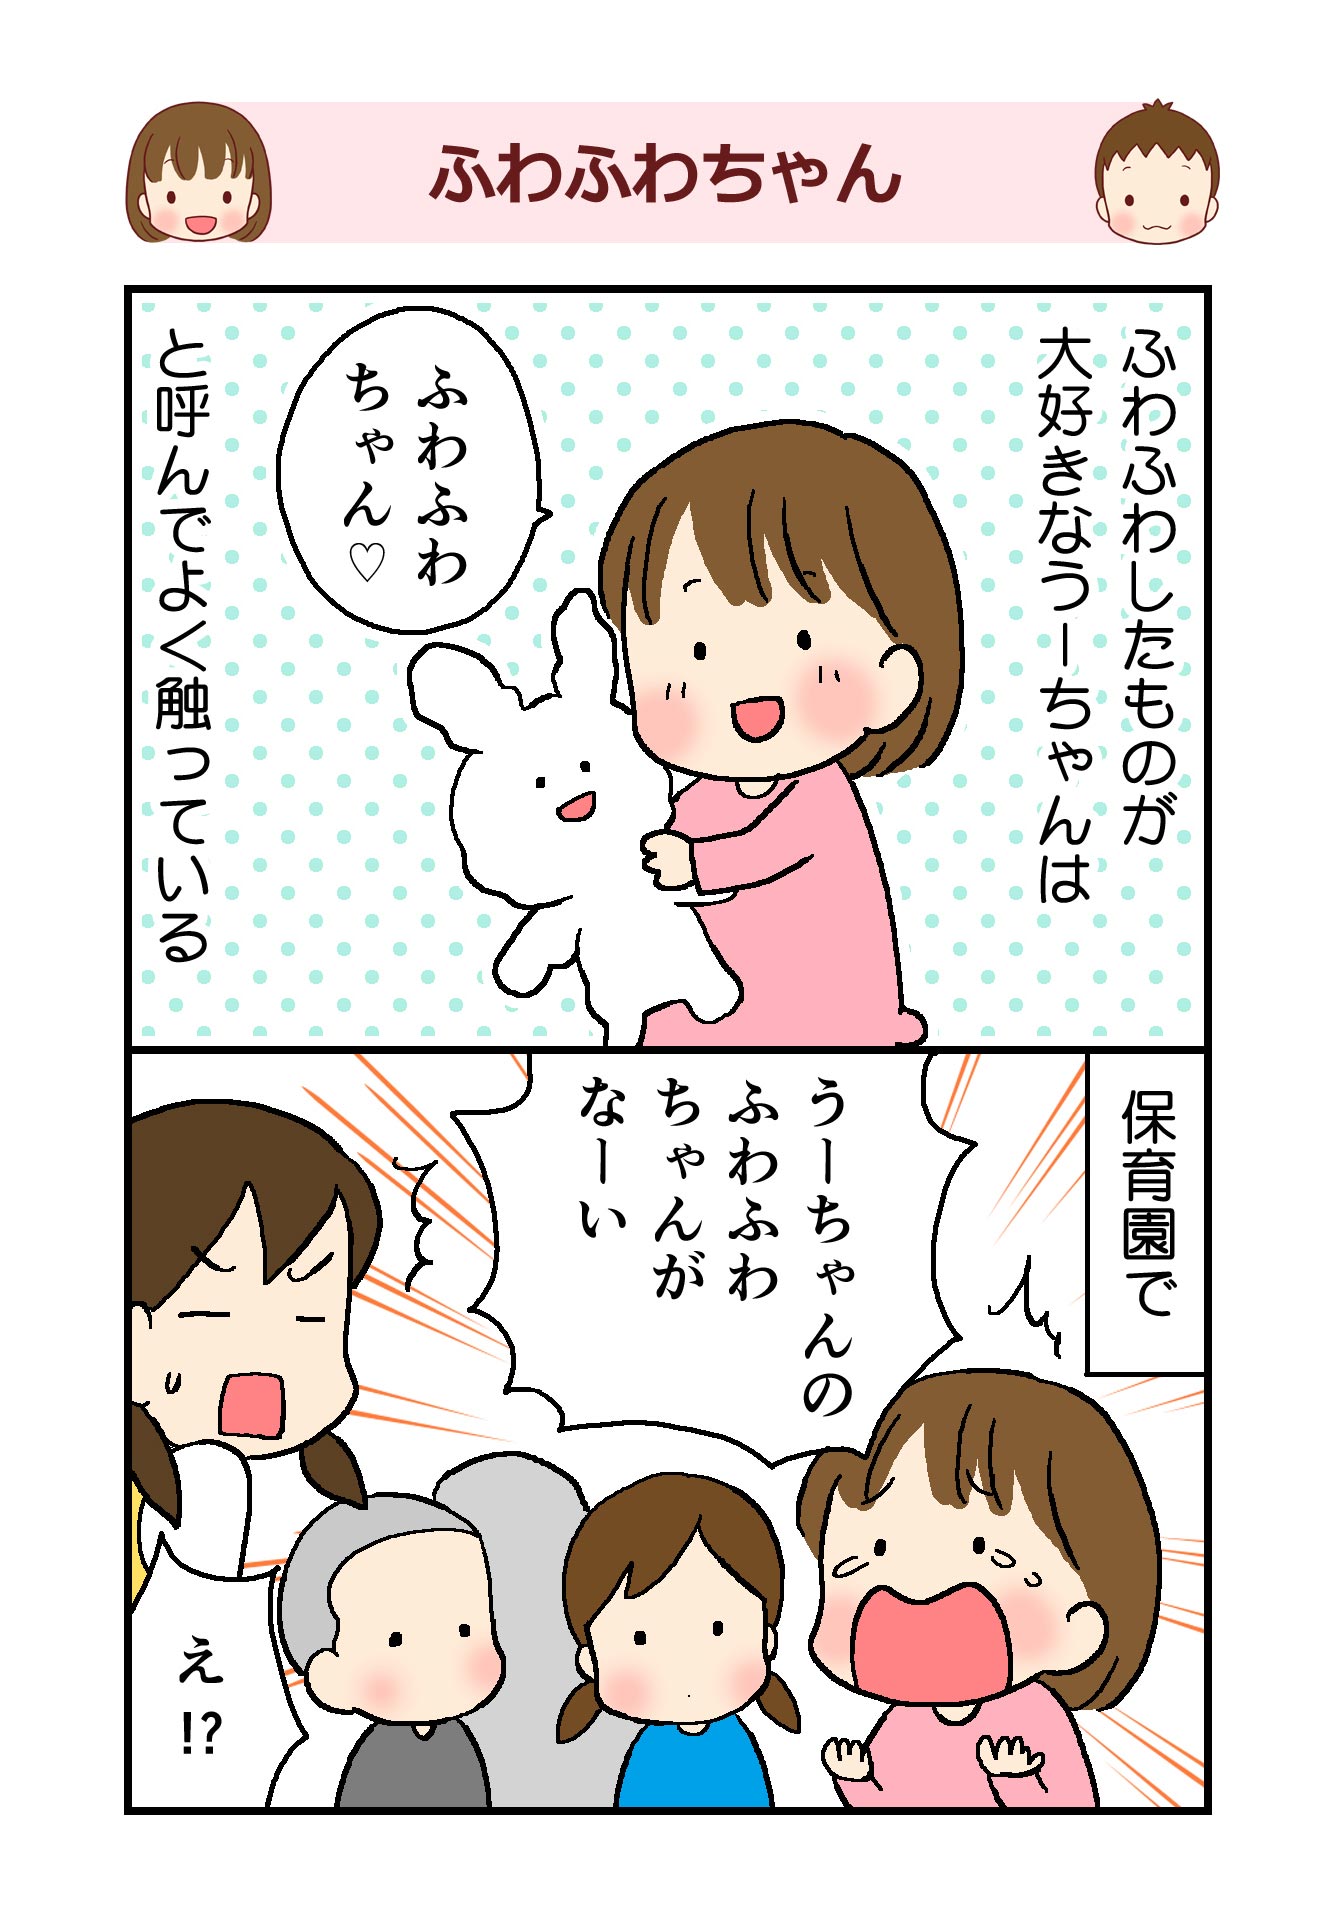 ふわふわちゃん
ふわふわしたものが
大好きなうーちゃんは
ふわふわ
ちゃん♡
と呼んでよく触っている
保育園で
うーちゃんの
ふわふわ
ちゃんが
なーい
え!?